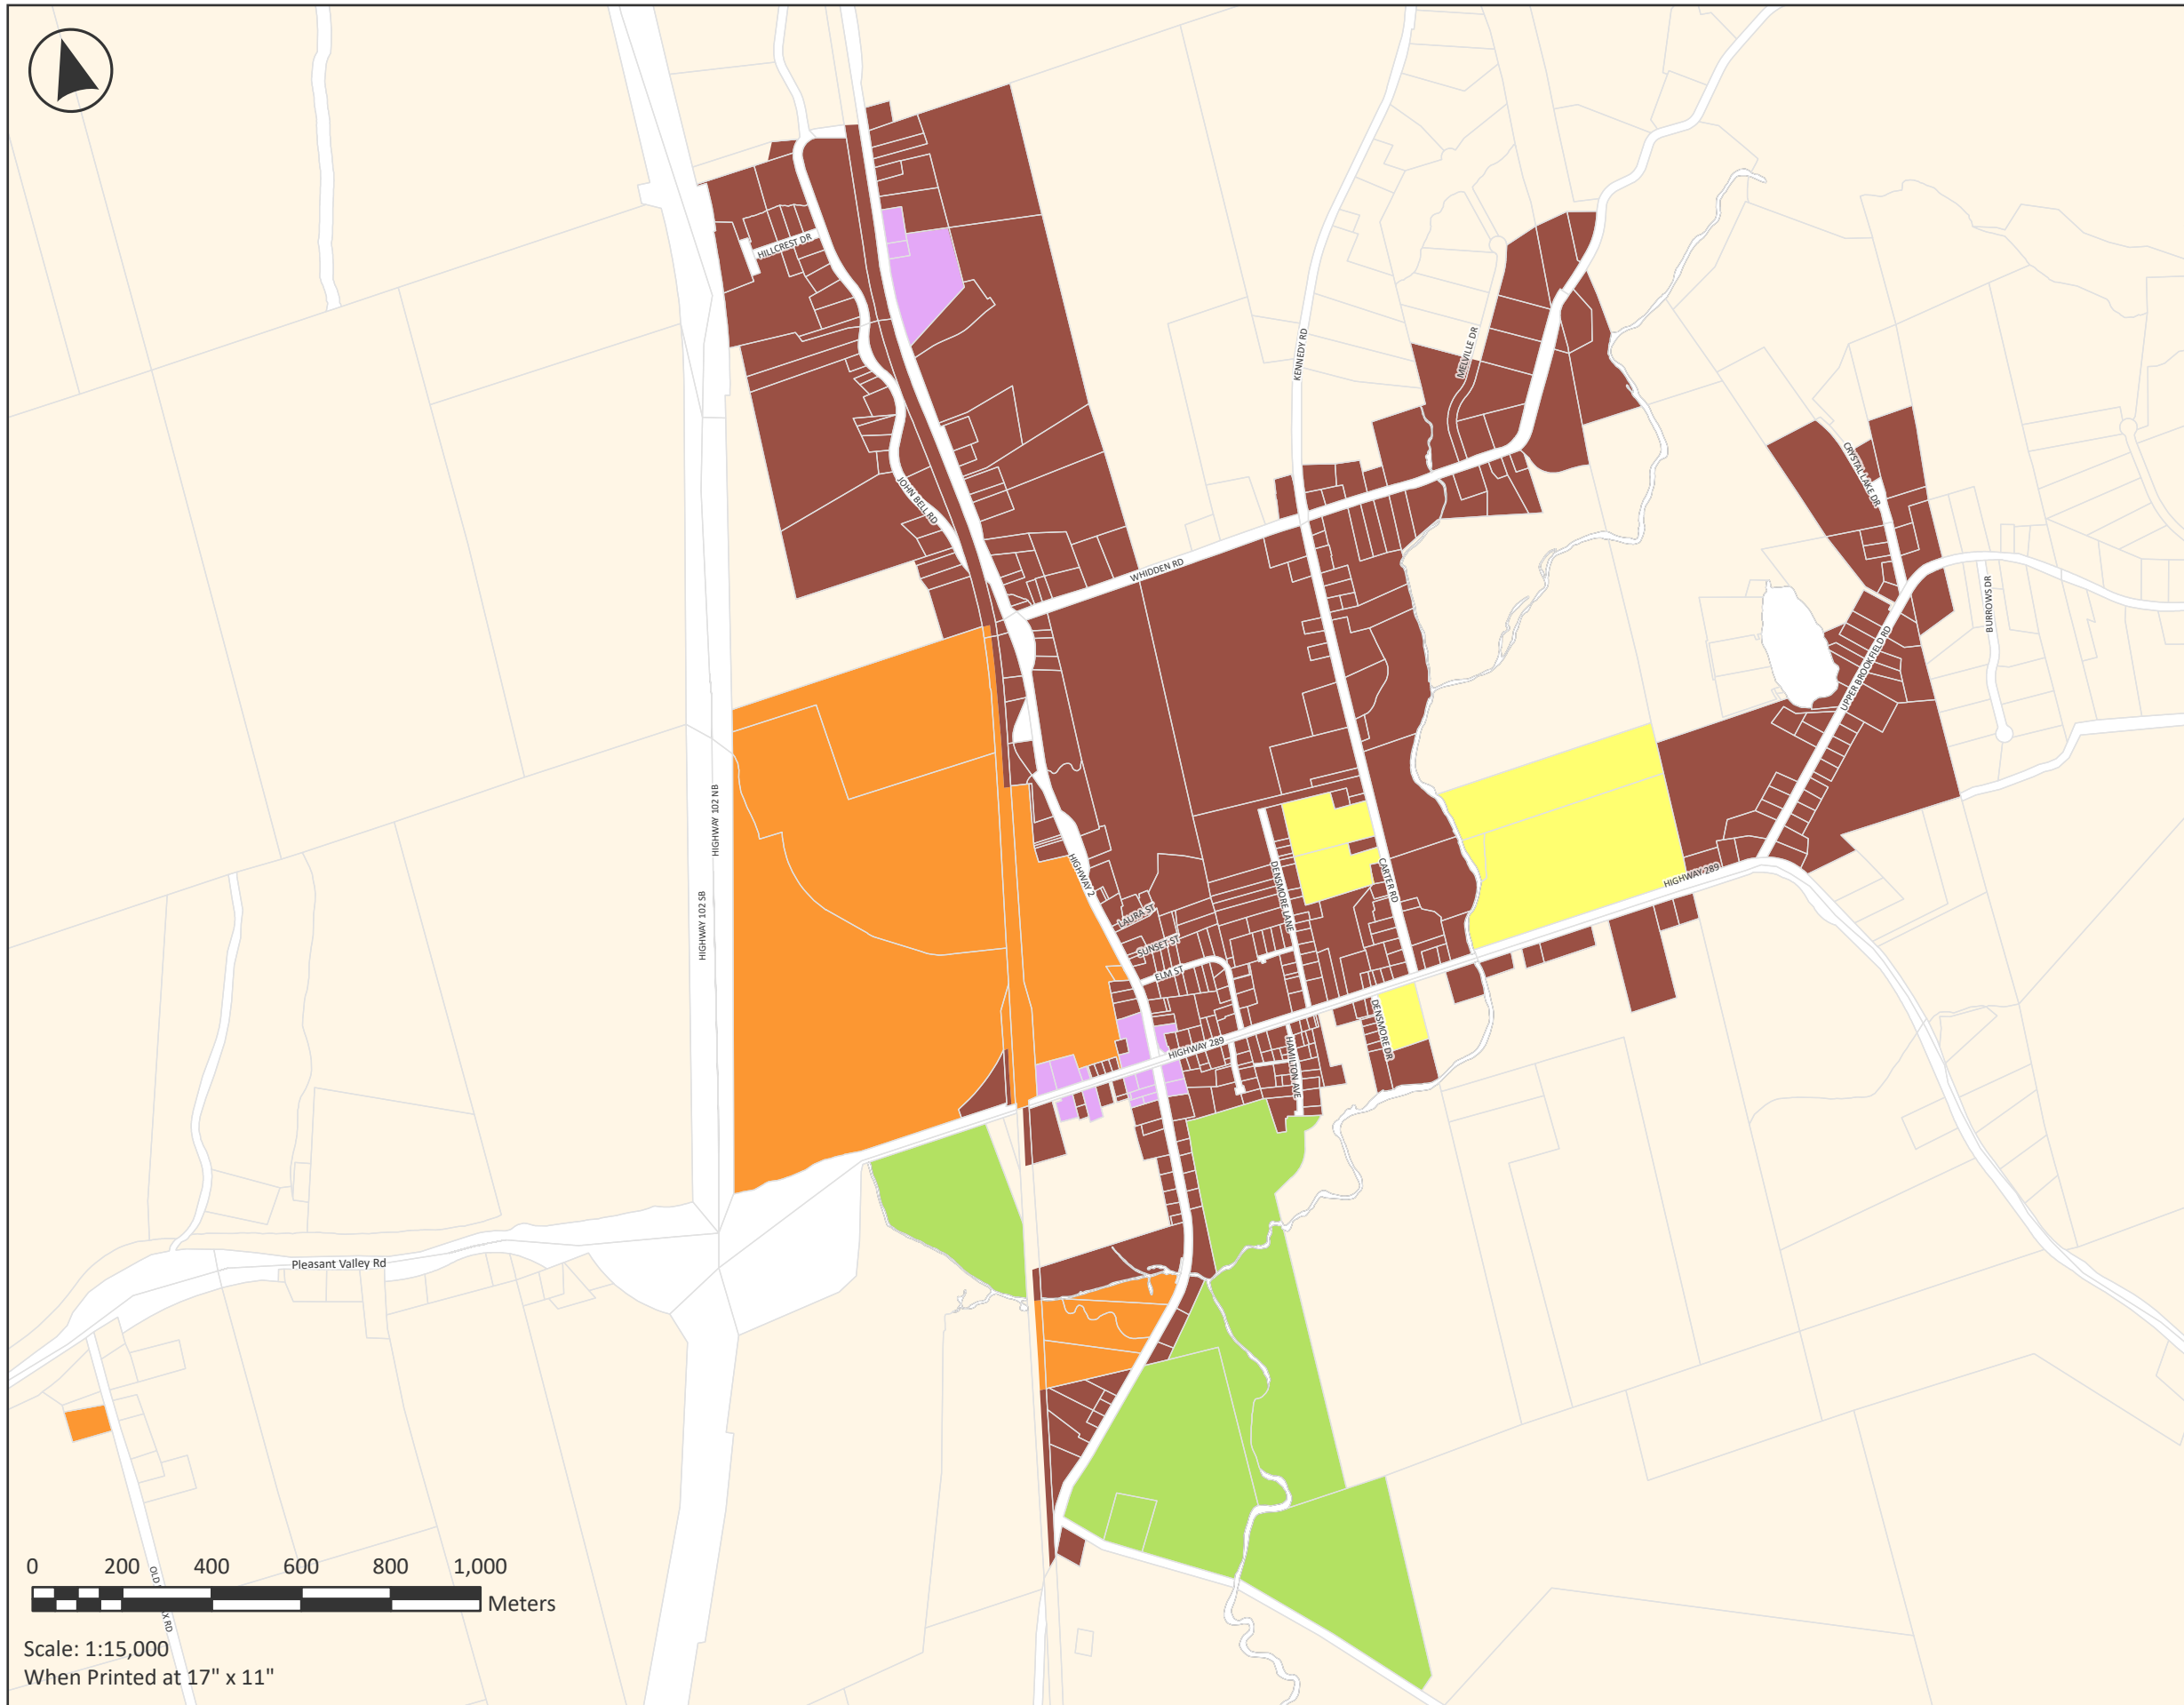 HILLCREST DR
KENNEDY RD
MELVILLE DR
JOHN BELL RD
CRYSTAL LAKE DR
WHIDDEN RD
BURROWS DR
UPPER BROOKFIELD RD
HIGHWAY 102 NB
HIGHWAY 102 SB
HIGHWAY 2
DENSMORE LANE
CARTER RD
HIGHWAY 289
LAURA ST
SUNSET ST
ELM ST
HIGHWAY 289
HAMILTON AVE
DENSMORE DR
Pleasant Valley Rd
OLD
RD
0 200 400 600 800 1,000
Meters
Scale: 1:15,000
When Printed at 17" x 11"